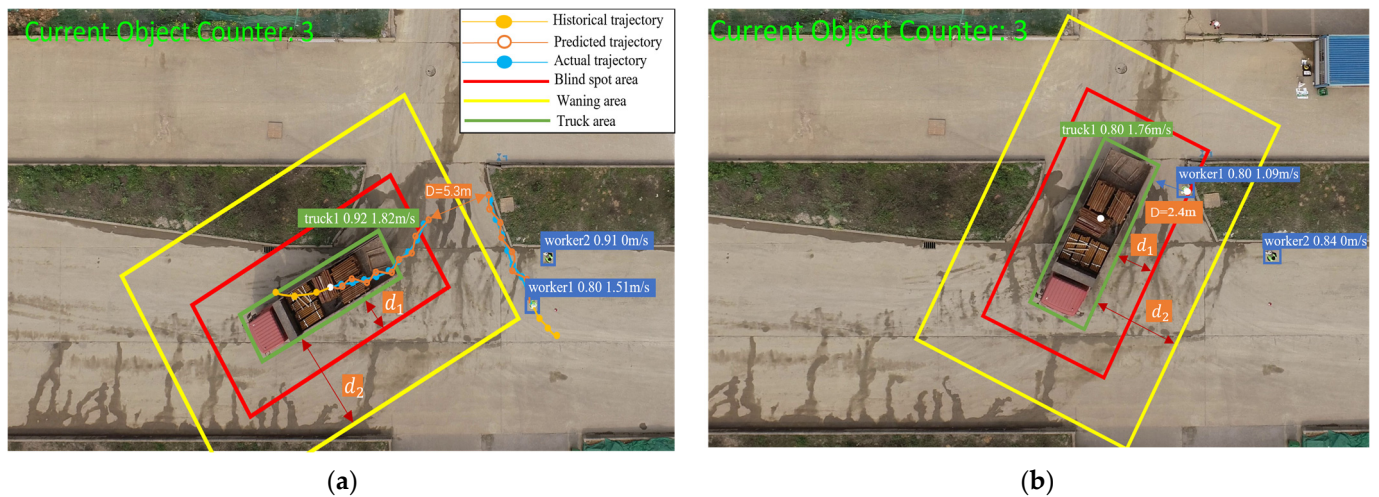 Current Object Counter: 3
Historical trajectory
Predicted trajectory
Actual trajectory
Blind spot area
Waning area
Truck area
D=5.3m
truck1 0.92 1.82m/s
worker2 0.91 0m/s
worker1 0.80 1.51m/s
d1
d2
(a)
Current Object Counter: 3
truck1 0.80 1.76m/s
worker1 0.80 1.09m/s
D=2.4m
worker2 0.84 0m/s
d1
d2
(b)